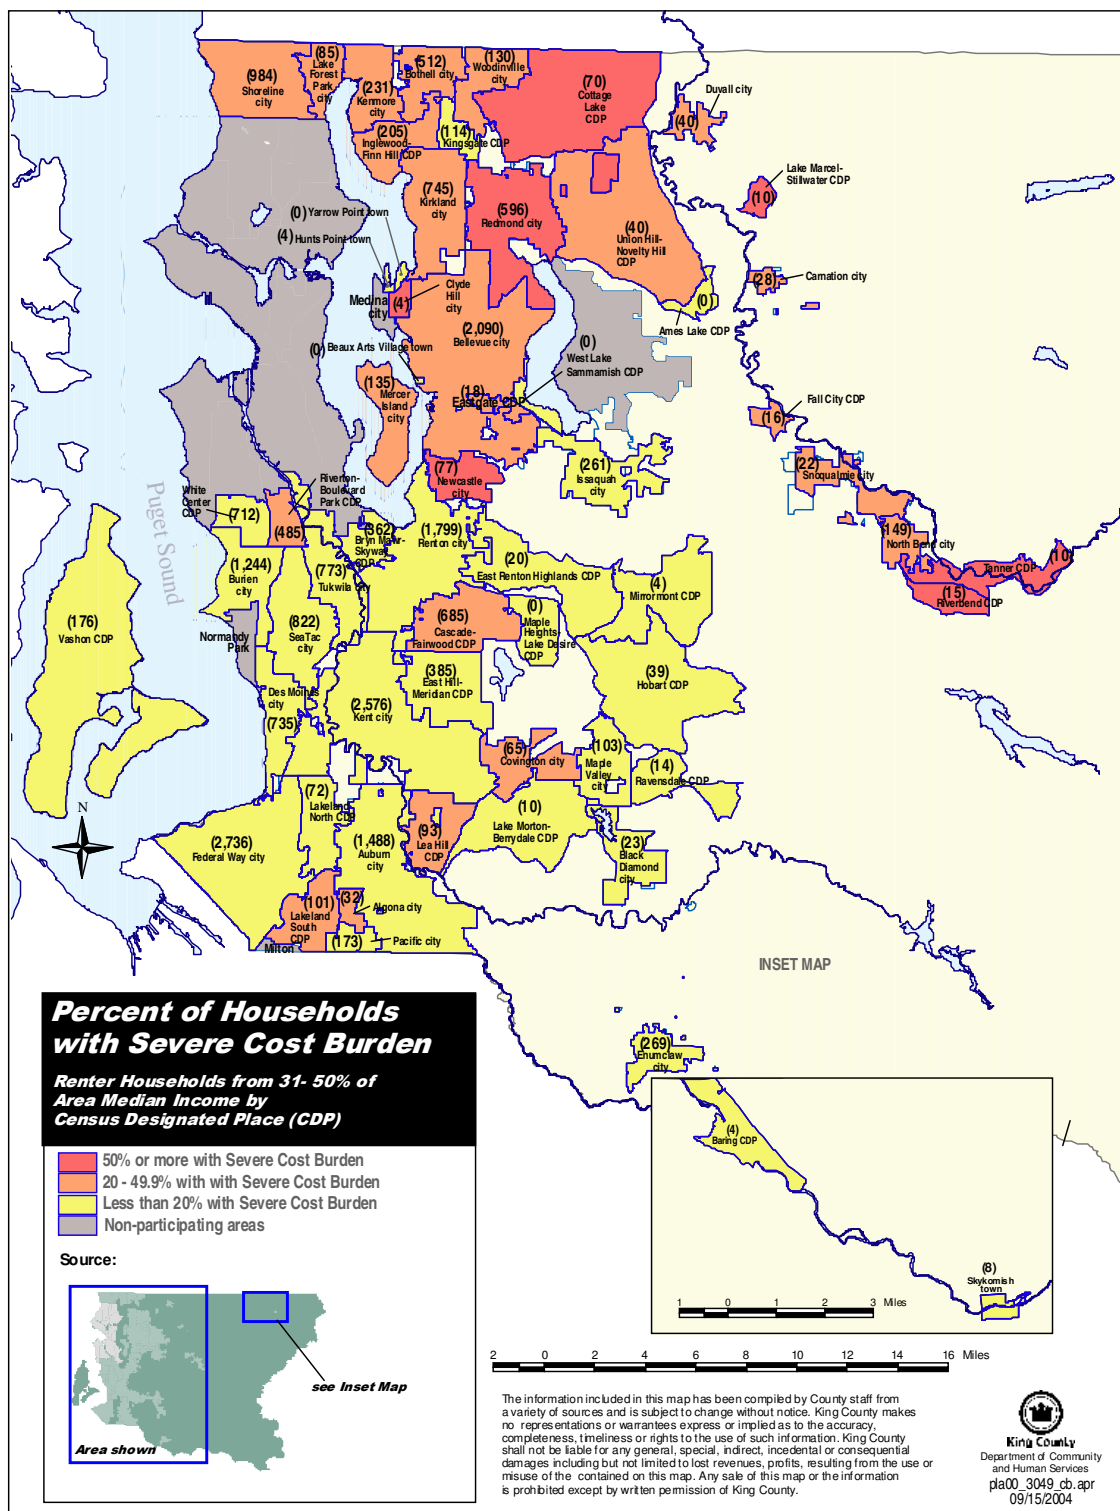 (984)
Shoreline
city
(85)
Lake
Forest
Park
city
(231)
Kenmore
city
(512)
Bothell city
(130)
Woodinville
city
(70)
Cottage
Lake
CDP
Duvall city
(40)
(205)
Inglewood-
Finn Hill CDP
(114)
Kingsgate CDP
Lake Marcel-
Stillwater CDP
(10)
(745)
Kirkland
city
(596)
Redmond city
(40)
Union Hill-
Novelty Hill
CDP
(0) Yarrow Point town
(4) Hunts Point town
Medina
city
(4)
Clyde
Hill
city
Carnation city
(28)
(0)
Ames Lake CDP
(2,090)
Bellevue city
(0)
West Lake
Sammamish CDP
(0) Beaux Arts Village town
(135)
Mercer
Island
city
(18)
Eastgate CDP
Fall City CDP
(16)
(77)
Newcastle
city
(261)
Issaquah
city
(22)
Snoqualmie city
White
Center
CDP
(712)
Riverton-
Boulevard
Park CDP
(485)
(362)
Bryn Mawr-
Skyway
CDP
(1,799)
Renton city
(149)
North Bend city
(10)
Tanner CDP
(15)
Riverbend CDP
Puget Sound
(1,244)
Burien
city
(773)
Tukwila city
(20)
East Renton Highlands CDP
(4)
Mirrormont CDP
(176)
Vashon CDP
Normandy
Park
(822)
SeaTac
city
(685)
Cascade-
Fairwood CDP
(0)
Maple
Heights-
Lake Desire
CDP
(385)
East Hill-
Meridian CDP
(39)
Hobart CDP
Des Moines
city
(735)
(2,576)
Kent city
(65)
Covington city
(103)
Maple
Valley
city
(14)
Ravensdale CDP
(72)
Lakeland
North CDP
(10)
Lake Morton-
Berrydale CDP
N
(2,736)
Federal Way city
(1,488)
Auburn
city
(93)
Lea Hill
CDP
(23)
Black
Diamond
city
(101)
Lakeland
South
CDP
(32)
Algona city
(173)
Pacific city
Milton
INSET MAP
(269)
Enumclaw
city
Percent of Households
with Severe Cost Burden
Renter Households from 31- 50% of
Area Median Income by
Census Designated Place (CDP)
50% or more with Severe Cost Burden
20 - 49.9% with with Severe Cost Burden
Less than 20% with Severe Cost Burden
Non-participating areas
Source:
see Inset Map
Area shown
(4)
Baring CDP
(8)
Skykomish
town
1 0 1 2 3 Miles
2 0 2 4 6 8 10 12 14 16 Miles
The information included in this map has been compiled by County staff from
a variety of sources and is subject to change without notice. King County makes
no representations or warrantees express or implied as to the accuracy,
completeness, timeliness or rights to the use of such information. King County
shall not be liable for any general, special, indirect, incedental or consequential
damages including but not limited to lost revenues, profits, resulting from the use or
misuse of the contained on this map. Any sale of this map or the information
is prohibited except by written permission of King County.
King County
Department of Community
and Human Services
pla00_3049_cb.apr
09/15/2004